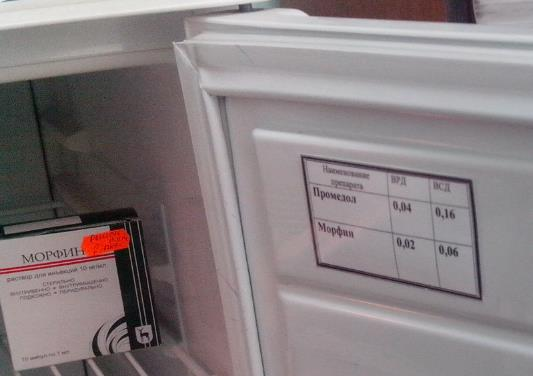 МОРФИН
раствор для инъекций 10 мг/мл
СТЕРИЛЬНО
ВНУТРИВЕННО • ВНУТРИМЫШЕЧНО
ПОДКОЖНО • ПЕРИДУРАЛЬНО
10 ампул по 1 мл
Наименование препарата ВРД ВСД
Промедол 0,04 0,16
Морфин 0,02 0,06